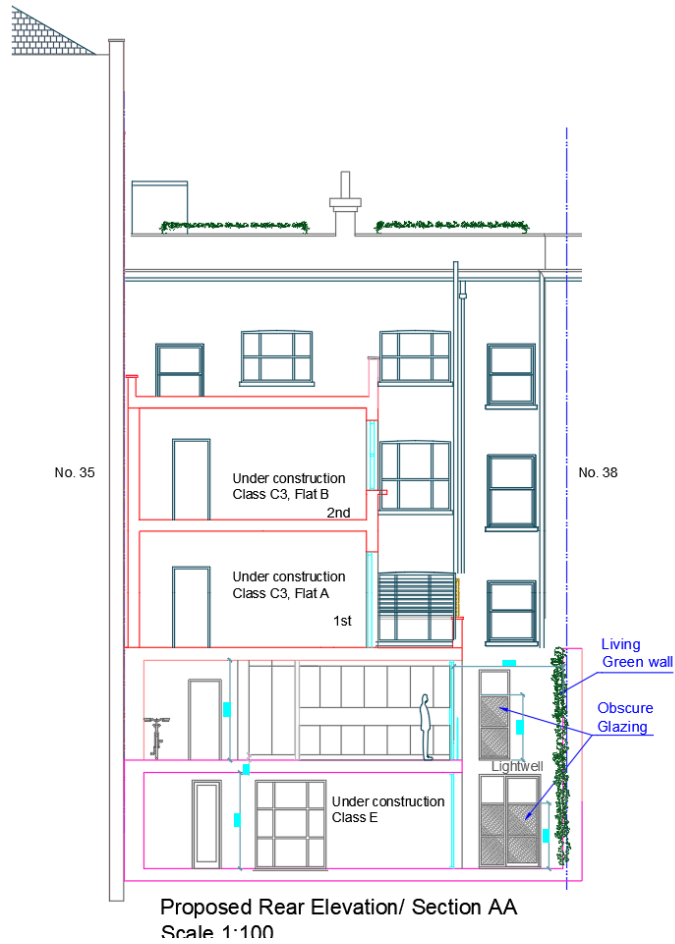 No. 35
No. 38
Under construction
Class C3, Flat B
2nd
Under construction
Class C3, Flat A
1st
Living
Green wall
Obscure
Glazing
Lightwell
Under construction
Class E
Proposed Rear Elevation/ Section AA
Scale 1:100